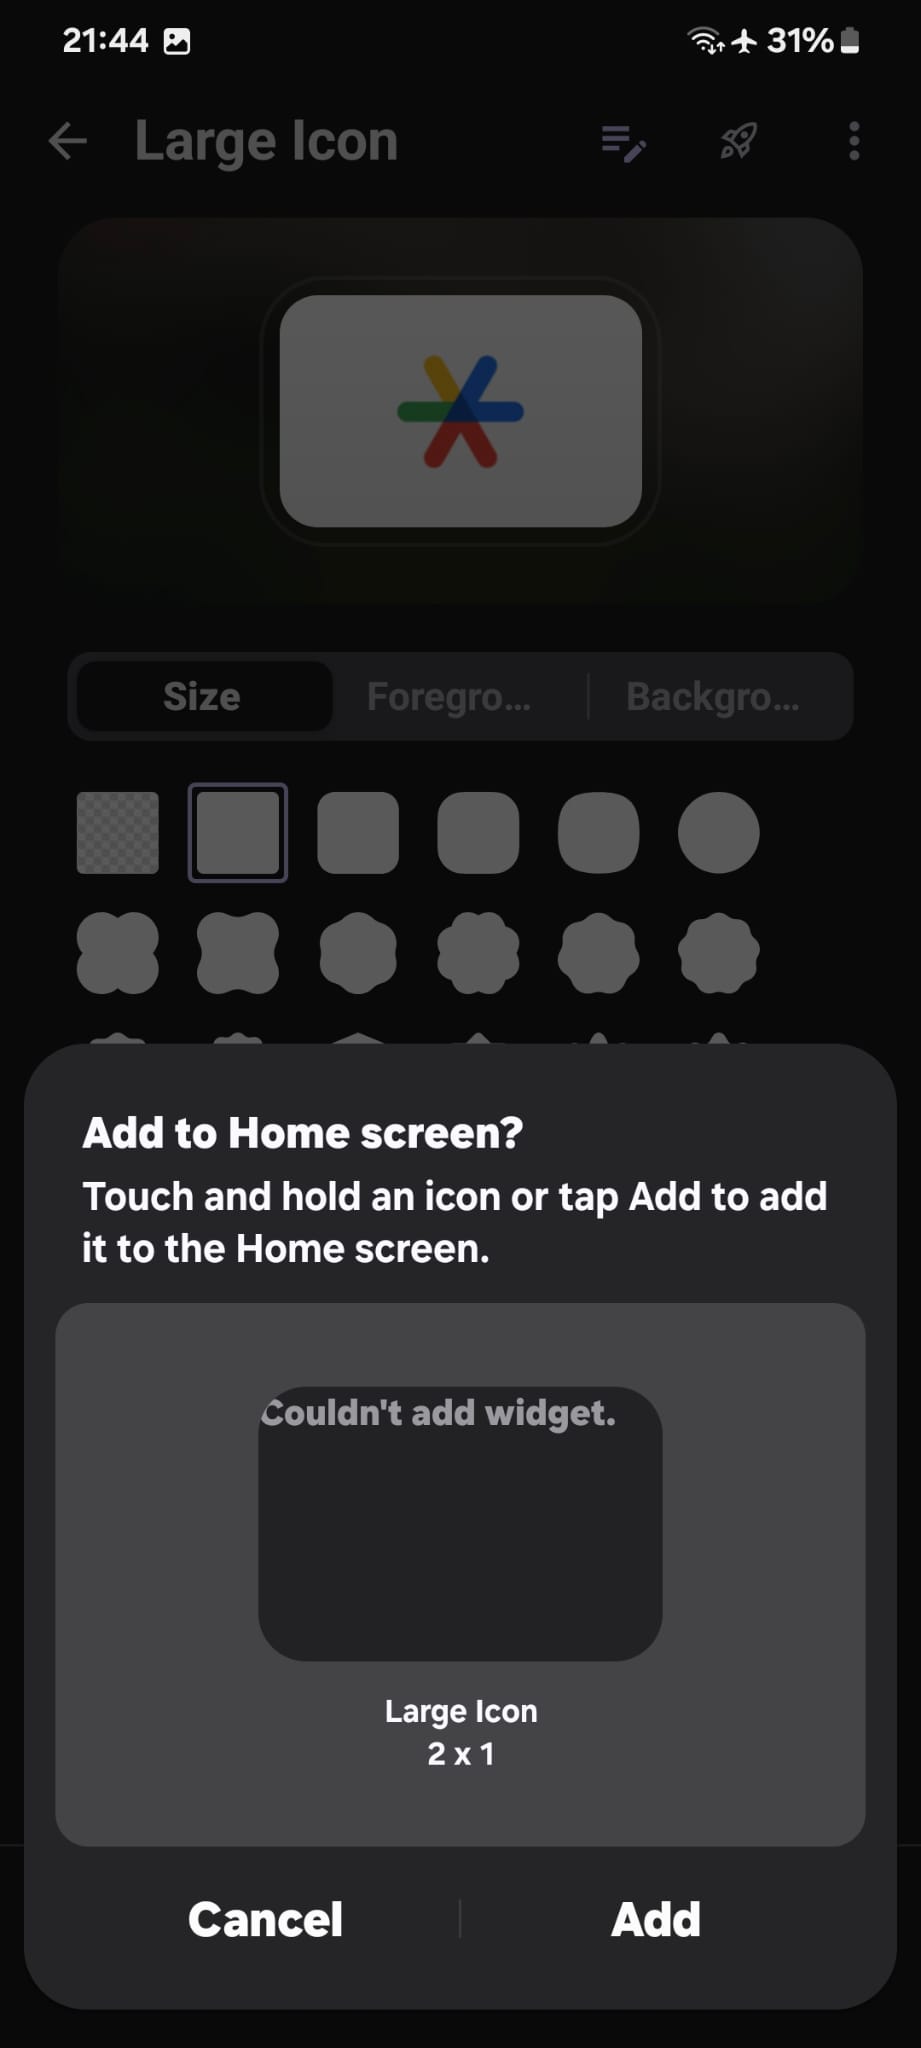 21:44
31%
Large Icon
Size
Foregro...
Backgro...
Add to Home screen?
Touch and hold an icon or tap Add to add
it to the Home screen.
Couldn't add widget.
Large Icon
2 x 1
Cancel
Add